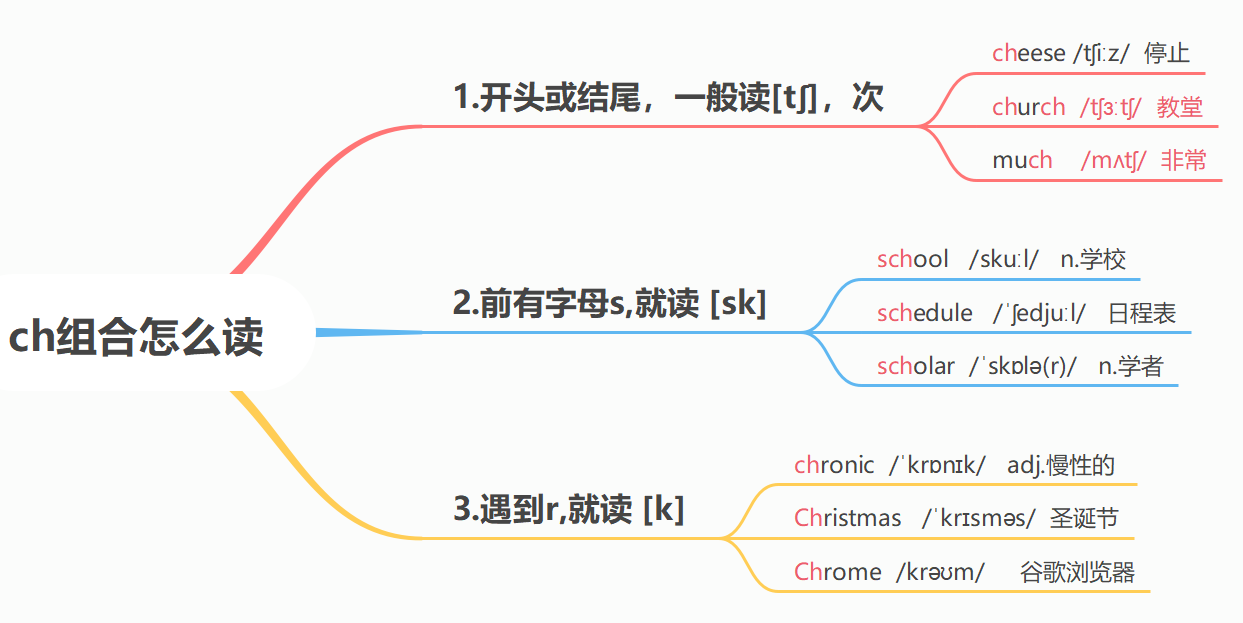 ch组合怎么读
1.开头或结尾，一般读[tʃ]，次
cheese /tʃiːz/ 停止
church /tʃɜːtʃ/ 教堂
much /mʌtʃ/ 非常
2.前有字母s,就读 [sk]
school /skuːl/ n.学校
schedule /ˈʃedjuːl/ 日程表
scholar /ˈskɒlə(r)/ n.学者
3.遇到r,就读 [k]
chronic /ˈkrɒnɪk/ adj.慢性的
Christmas /ˈkrɪsməs/ 圣诞节
Chrome /krəʊm/ 谷歌浏览器